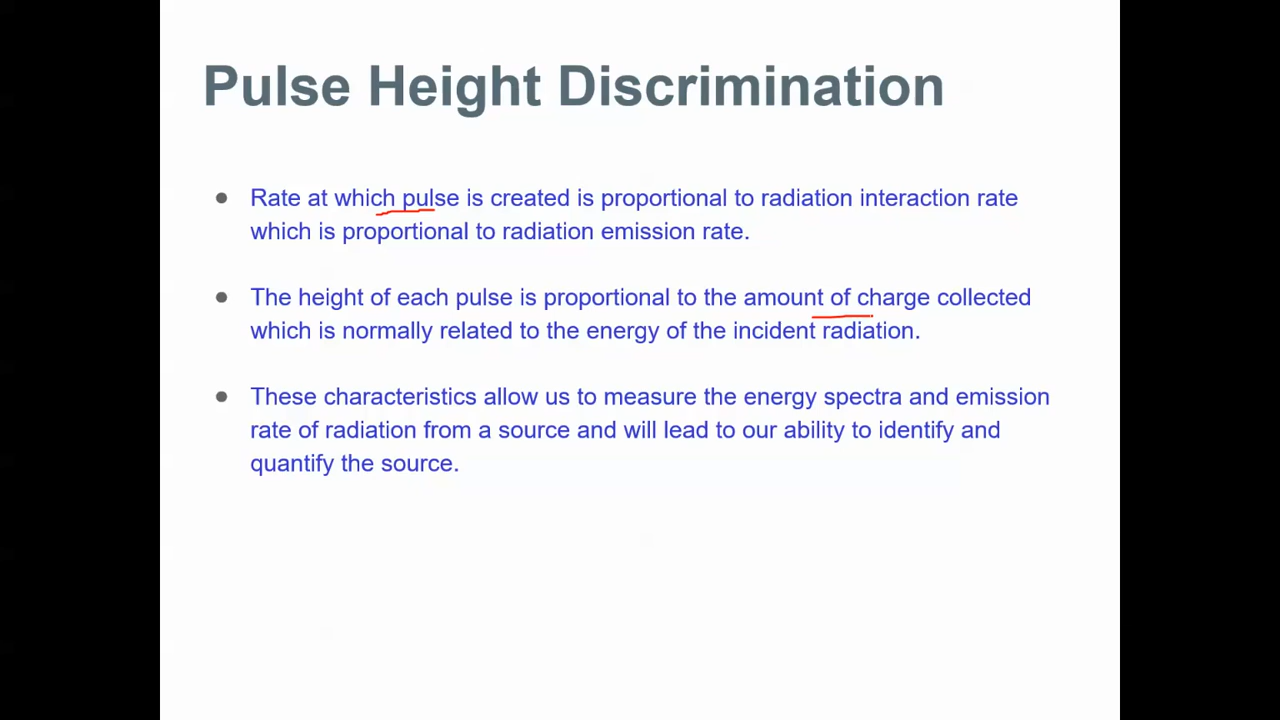 Pulse Height Discrimination
● Rate at which pulse is created is proportional to radiation interaction rate
which is proportional to radiation emission rate.
● The height of each pulse is proportional to the amount of charge collected
which is normally related to the energy of the incident radiation.
● These characteristics allow us to measure the energy spectra and emission
rate of radiation from a source and will lead to our ability to identify and
quantify the source.